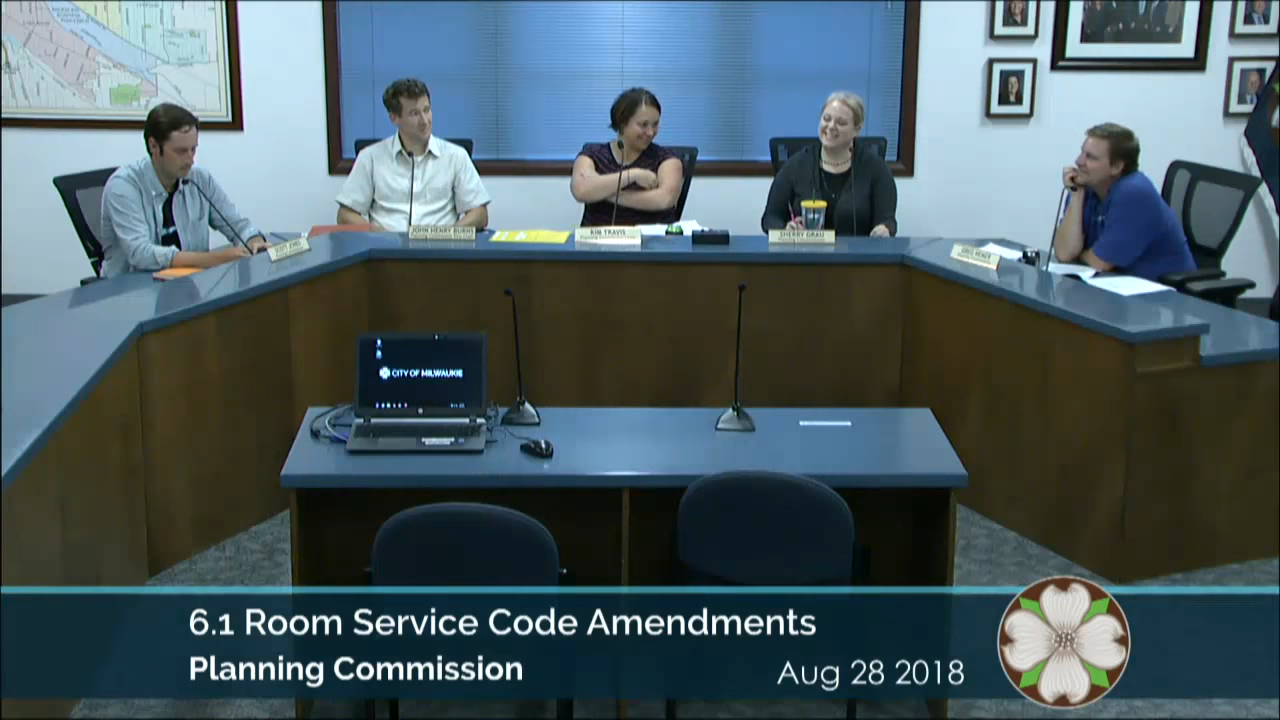 JOHN HENRY BURNS
KIM TRAVIS
SHERRY GRAU
CITY OF MILWAUKIE
6.1 Room Service Code Amendments
Planning Commission
Aug 28 2018